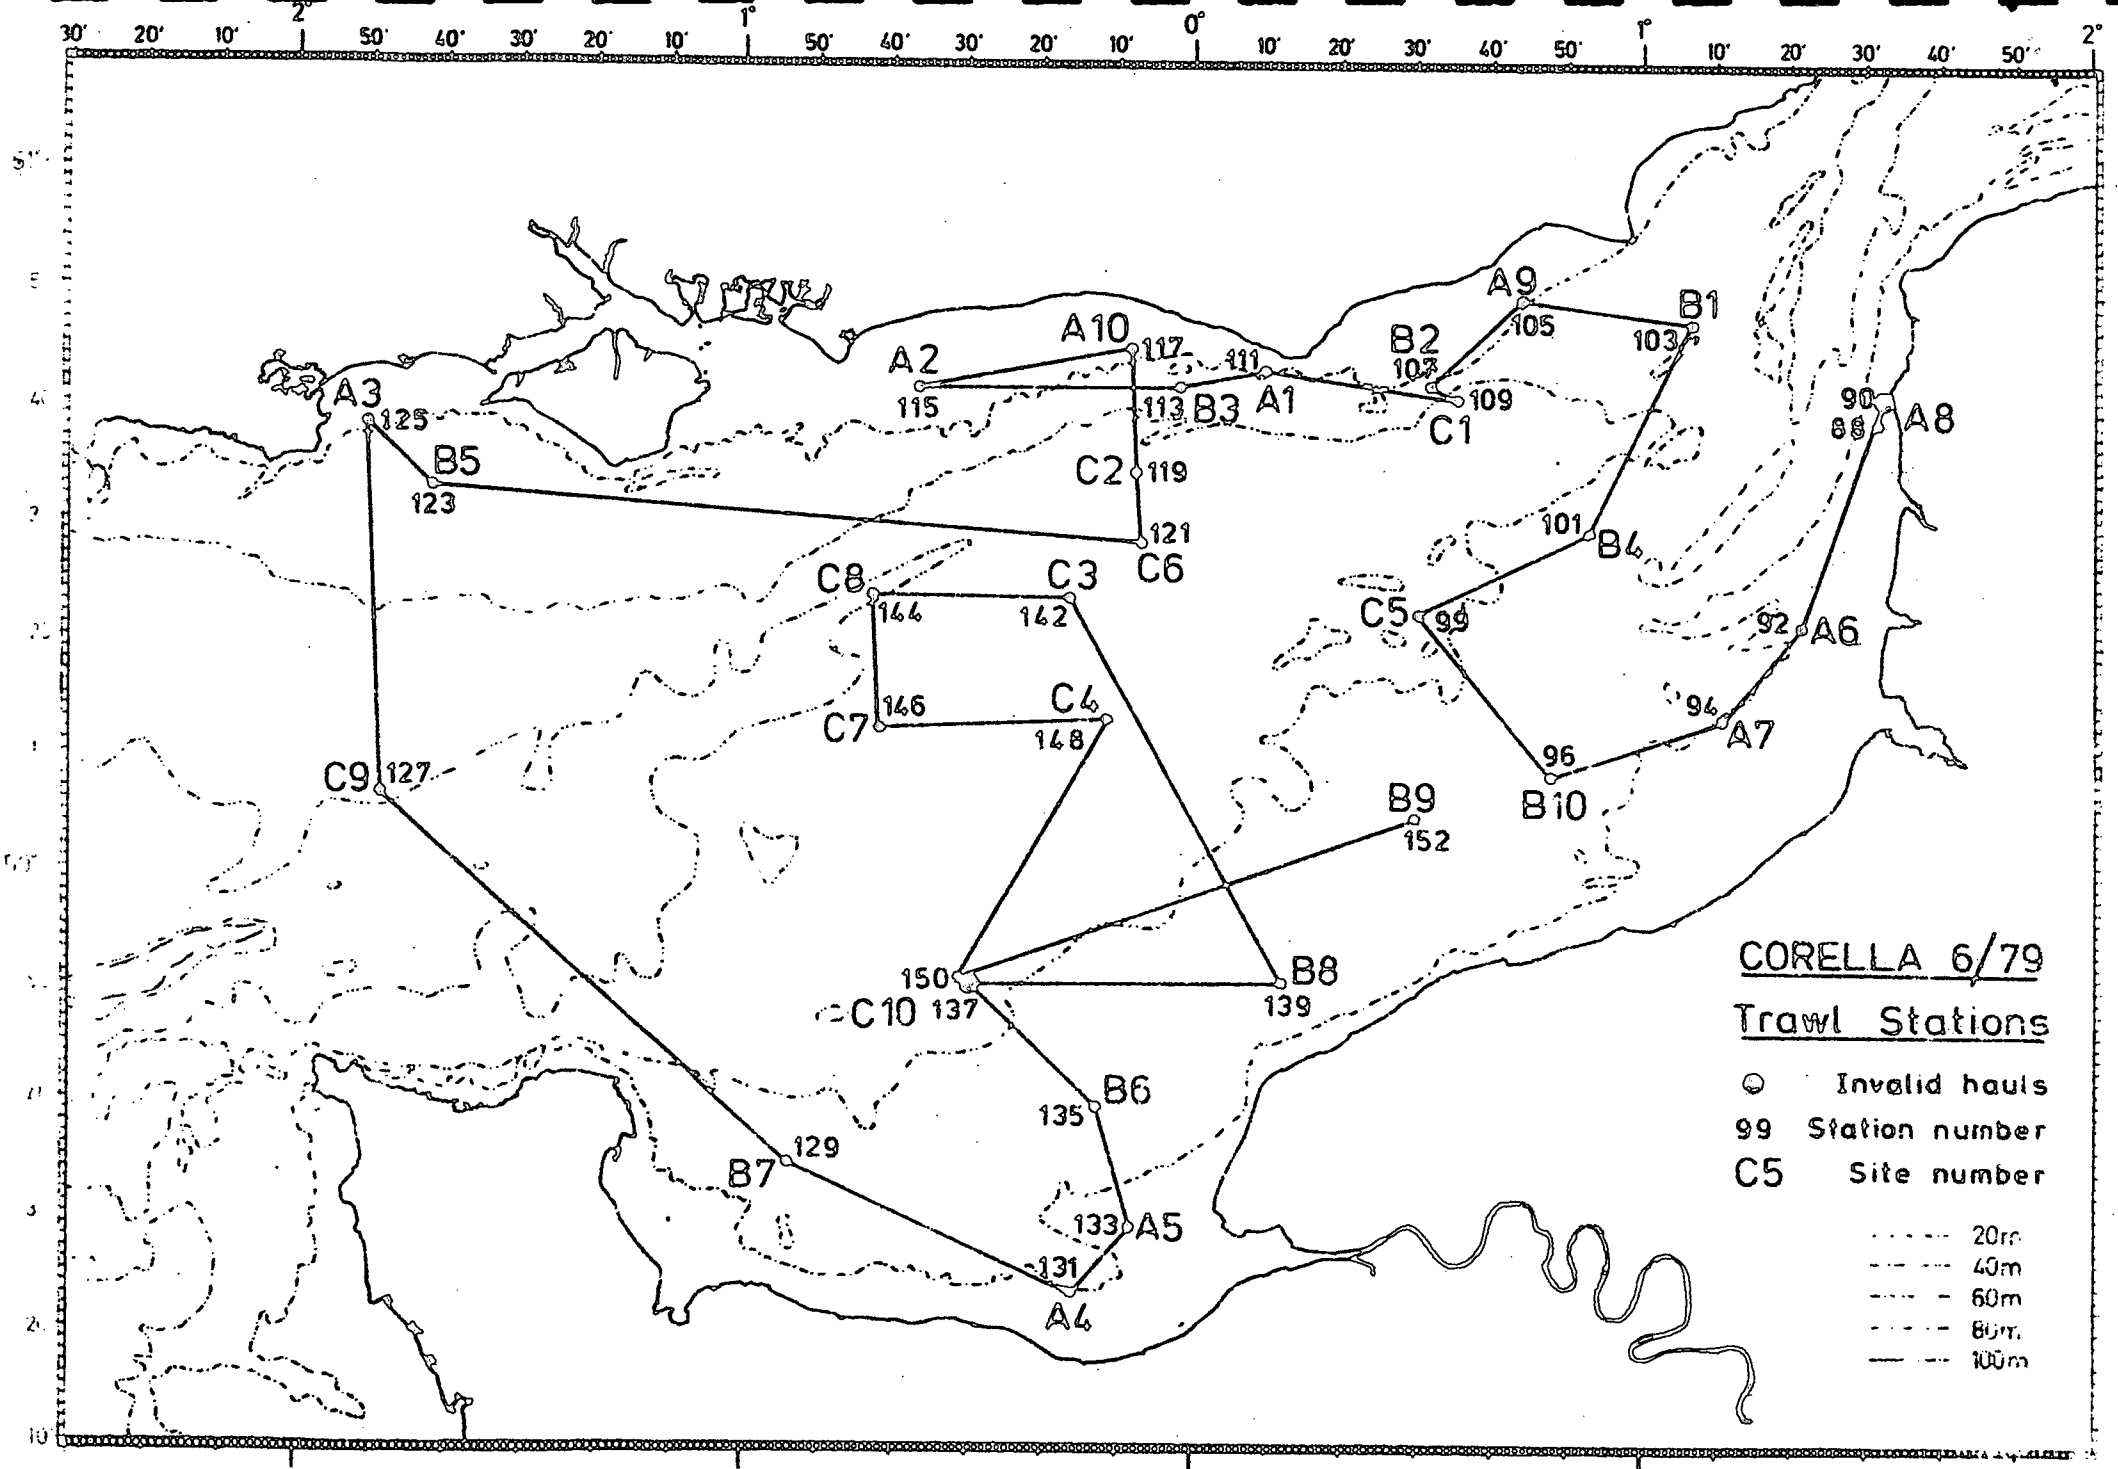 2° 1° 0° 1° 2°
30' 20' 10' 50' 40' 30' 20' 10' 50' 40' 30' 20' 10' 10' 20' 30' 40' 50' 10' 20' 30' 40' 50'
A9
105
B1
103
A10
117
B2
107
111
A2
115
113
B3
A1
109
C1
90
88
A8
A3
125
B5
123
C2
119
121
C6
101
B4
C8
144
C3
142
C5
99
92
A6
146
C7
C4
148
94
A7
C9
127
96
B10
B9
152
150
C10
137
B8
139
B6
135
129
B7
133
A5
131
A4
10'
CORELLA 6/79
Trawl Stations
Invalid hauls
99 Station number
C5 Site number
20m
40m
60m
80m
100m